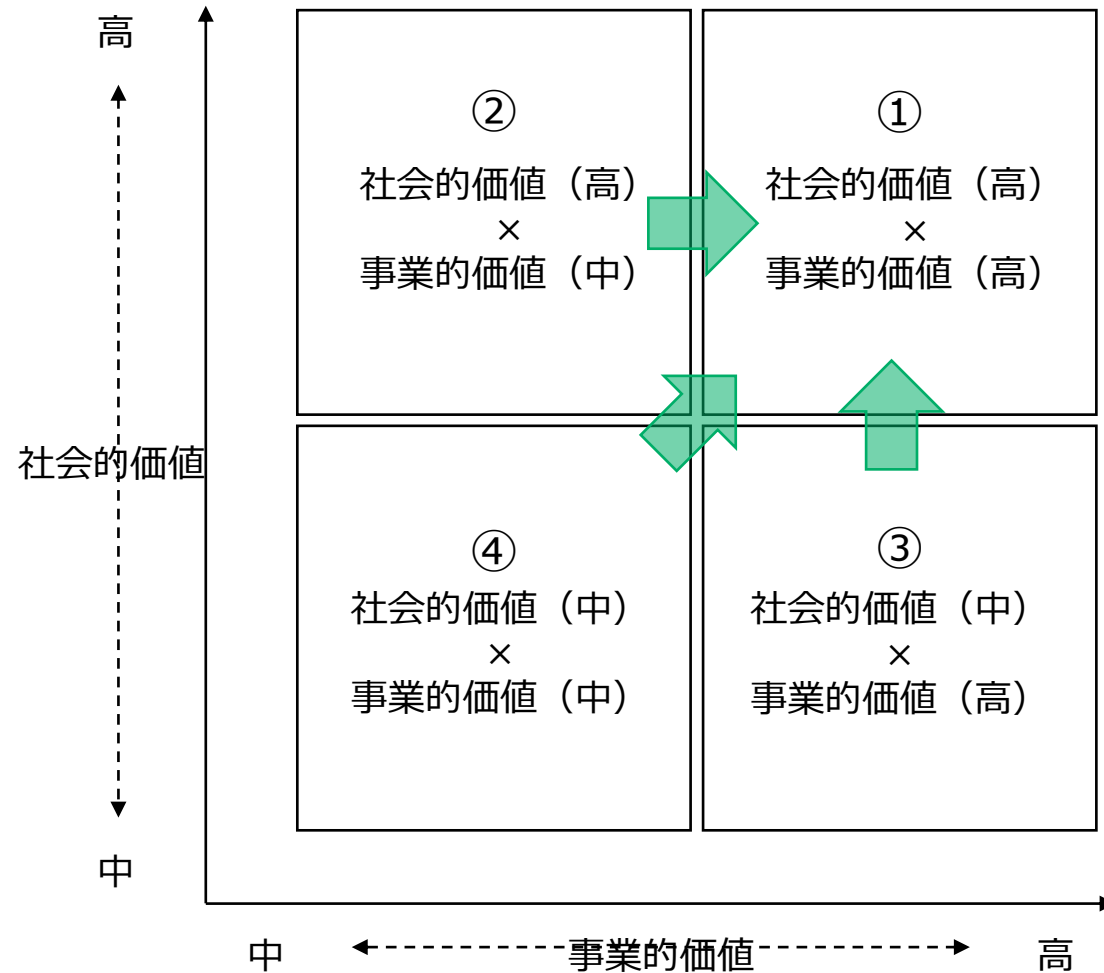 高
②
社会的価値（高）
×
事業的価値（中）
①
社会的価値（高）
×
事業的価値（高）
社会的価値
④
社会的価値（中）
×
事業的価値（中）
③
社会的価値（中）
×
事業的価値（高）
中
中
事業的価値
高